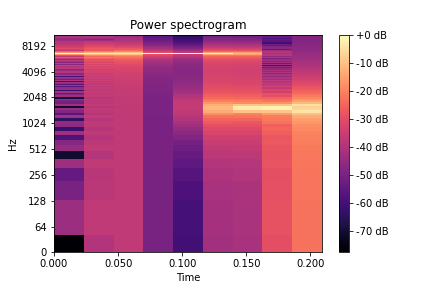 Power spectrogram
8192
4096
2048
1024
512
256
128
64
0
Hz
0.000 0.050 0.100 0.150 0.200
Time
+0 dB
-10 dB
-20 dB
-30 dB
-40 dB
-50 dB
-60 dB
-70 dB